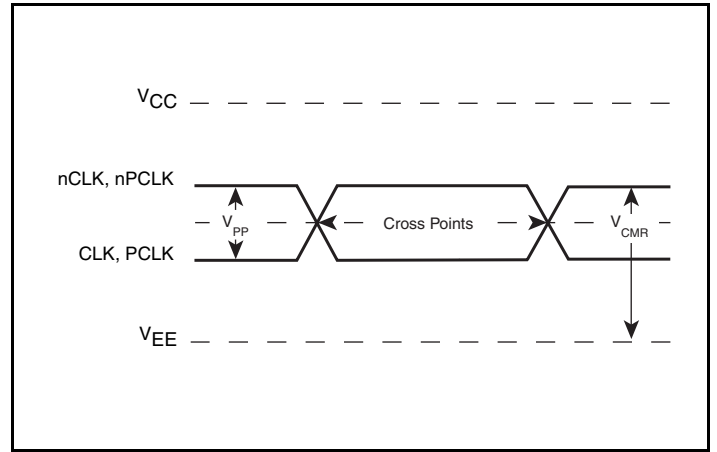 VCC
nCLK, nPCLK
VPP
Cross Points
VCMR
CLK, PCLK
VEE